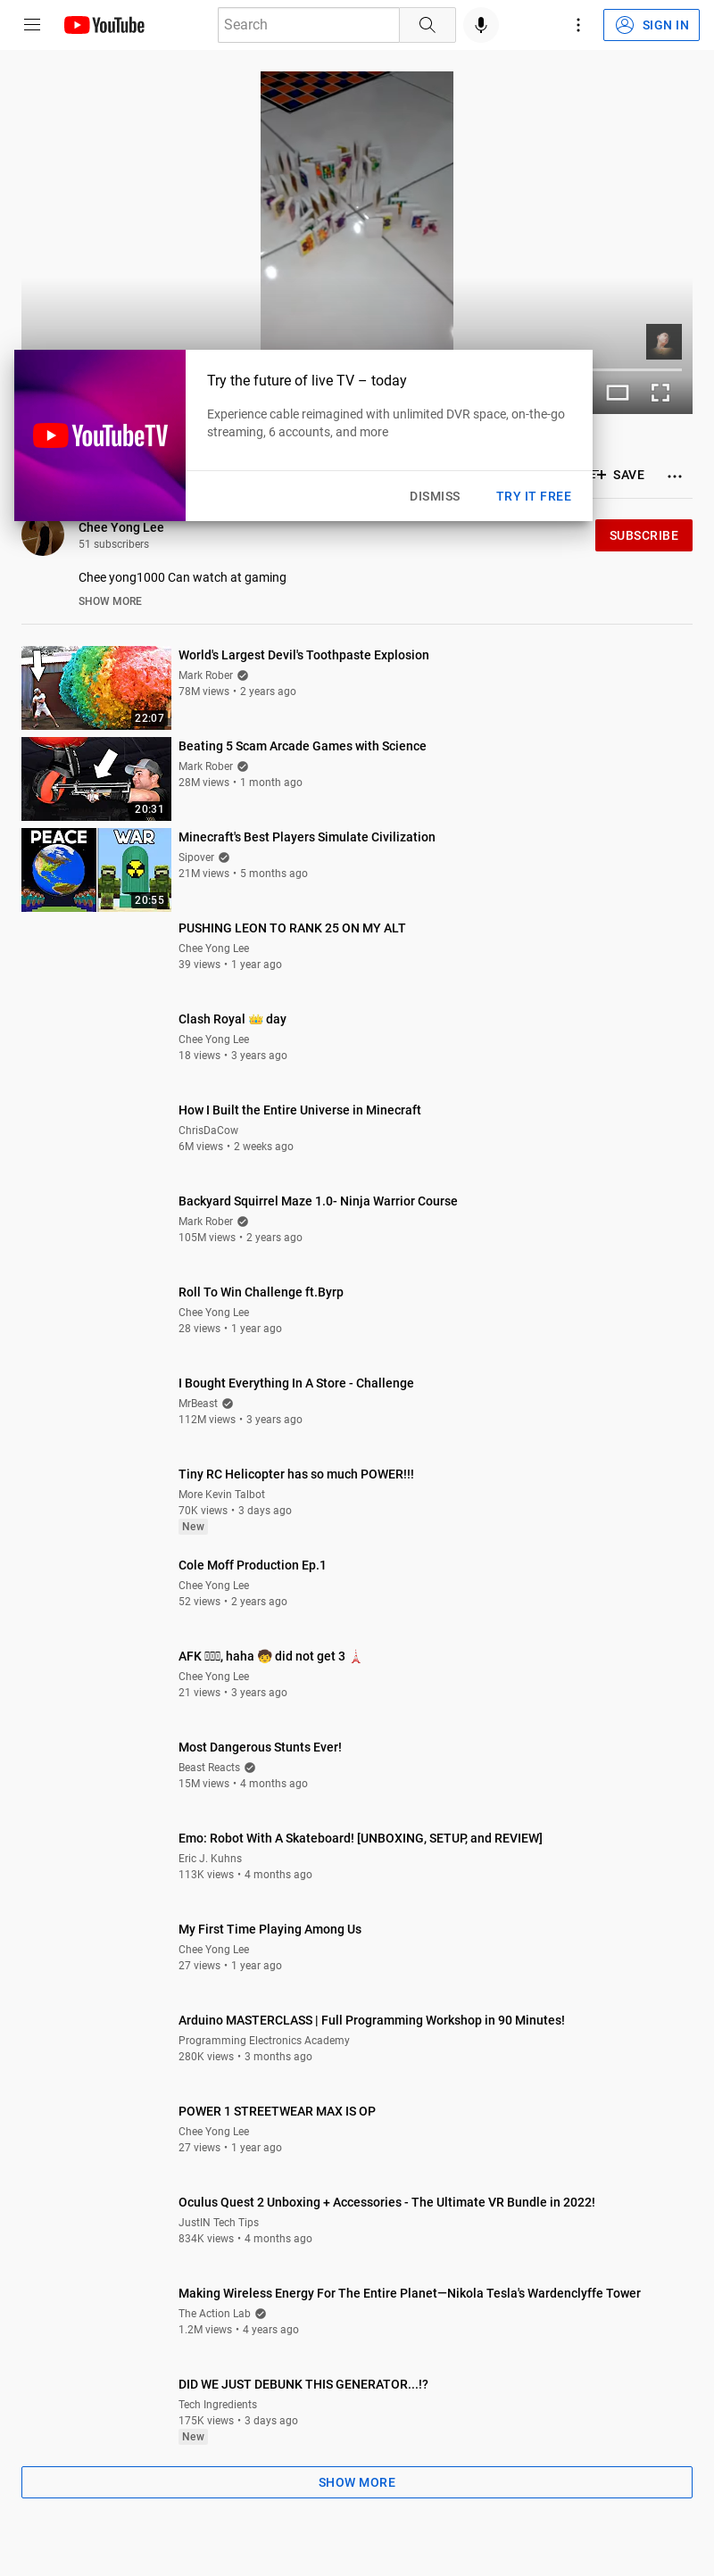 YouTube
Search
SIGN IN
YouTubeTV
Try the future of live TV – today
Experience cable reimagined with unlimited DVR space, on-the-go
streaming, 6 accounts, and more
DISMISS
TRY IT FREE
SAVE
Chee Yong Lee
51 subscribers
SUBSCRIBE
Chee yong1000 Can watch at gaming
SHOW MORE
22:07
World's Largest Devil's Toothpaste Explosion
Mark Rober
78M views • 2 years ago
20:31
Beating 5 Scam Arcade Games with Science
Mark Rober
28M views • 1 month ago
PEACE WAR
20:55
Minecraft's Best Players Simulate Civilization
Sipover
21M views • 5 months ago
PUSHING LEON TO RANK 25 ON MY ALT
Chee Yong Lee
39 views • 1 year ago
Clash Royal 👑 day
Chee Yong Lee
18 views • 3 years ago
How I Built the Entire Universe in Minecraft
ChrisDaCow
6M views • 2 weeks ago
Backyard Squirrel Maze 1.0- Ninja Warrior Course
Mark Rober
105M views • 2 years ago
Roll To Win Challenge ft.Byrp
Chee Yong Lee
28 views • 1 year ago
I Bought Everything In A Store - Challenge
MrBeast
112M views • 3 years ago
Tiny RC Helicopter has so much POWER!!!
More Kevin Talbot
70K views • 3 days ago
New
Cole Moff Production Ep.1
Chee Yong Lee
52 views • 2 years ago
AFK , haha 🧒 did not get 3 🗼
Chee Yong Lee
21 views • 3 years ago
Most Dangerous Stunts Ever!
Beast Reacts
15M views • 4 months ago
Emo: Robot With A Skateboard! [UNBOXING, SETUP, and REVIEW]
Eric J. Kuhns
113K views • 4 months ago
My First Time Playing Among Us
Chee Yong Lee
27 views • 1 year ago
Arduino MASTERCLASS | Full Programming Workshop in 90 Minutes!
Programming Electronics Academy
280K views • 3 months ago
POWER 1 STREETWEAR MAX IS OP
Chee Yong Lee
27 views • 1 year ago
Oculus Quest 2 Unboxing + Accessories - The Ultimate VR Bundle in 2022!
JustIN Tech Tips
834K views • 4 months ago
Making Wireless Energy For The Entire Planet—Nikola Tesla's Wardenclyffe Tower
The Action Lab
1.2M views • 4 years ago
DID WE JUST DEBUNK THIS GENERATOR...!?
Tech Ingredients
175K views • 3 days ago
New
SHOW MORE